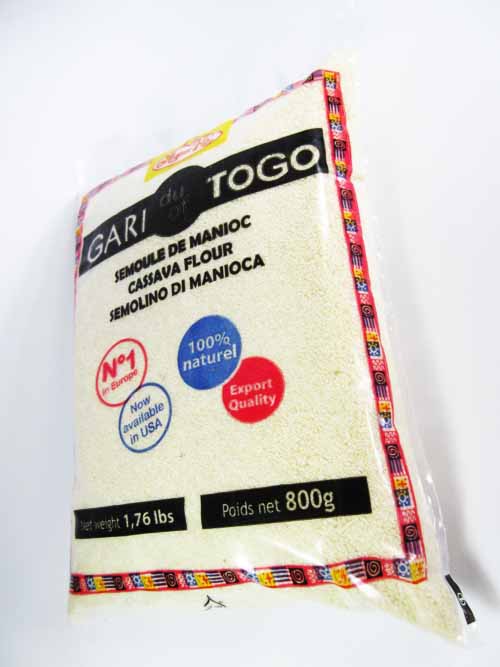 GARI du of TOGO
SEMOULE DE MANIOC
CASSAVA FLOUR
SEMOLINO DI MANIOCA
N°1
in Europe
100%
naturel
Now
available
in USA
Export
Quality
Net weight 1,76 lbs
Poids net 800g